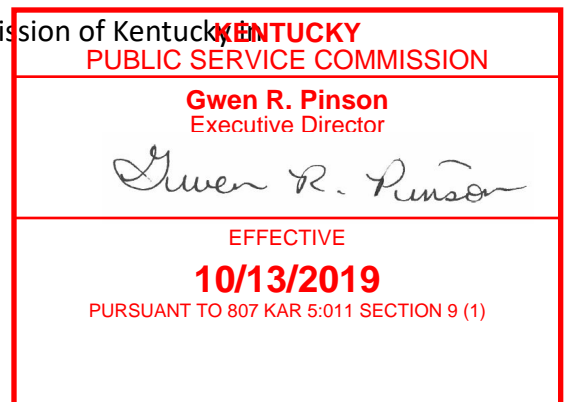 ission of Kentucky in
KENTUCKY
PUBLIC SERVICE COMMISSION
Gwen R. Pinson
Executive Director
Gwen R. Pinson
EFFECTIVE
10/13/2019
PURSUANT TO 807 KAR 5:011 SECTION 9 (1)